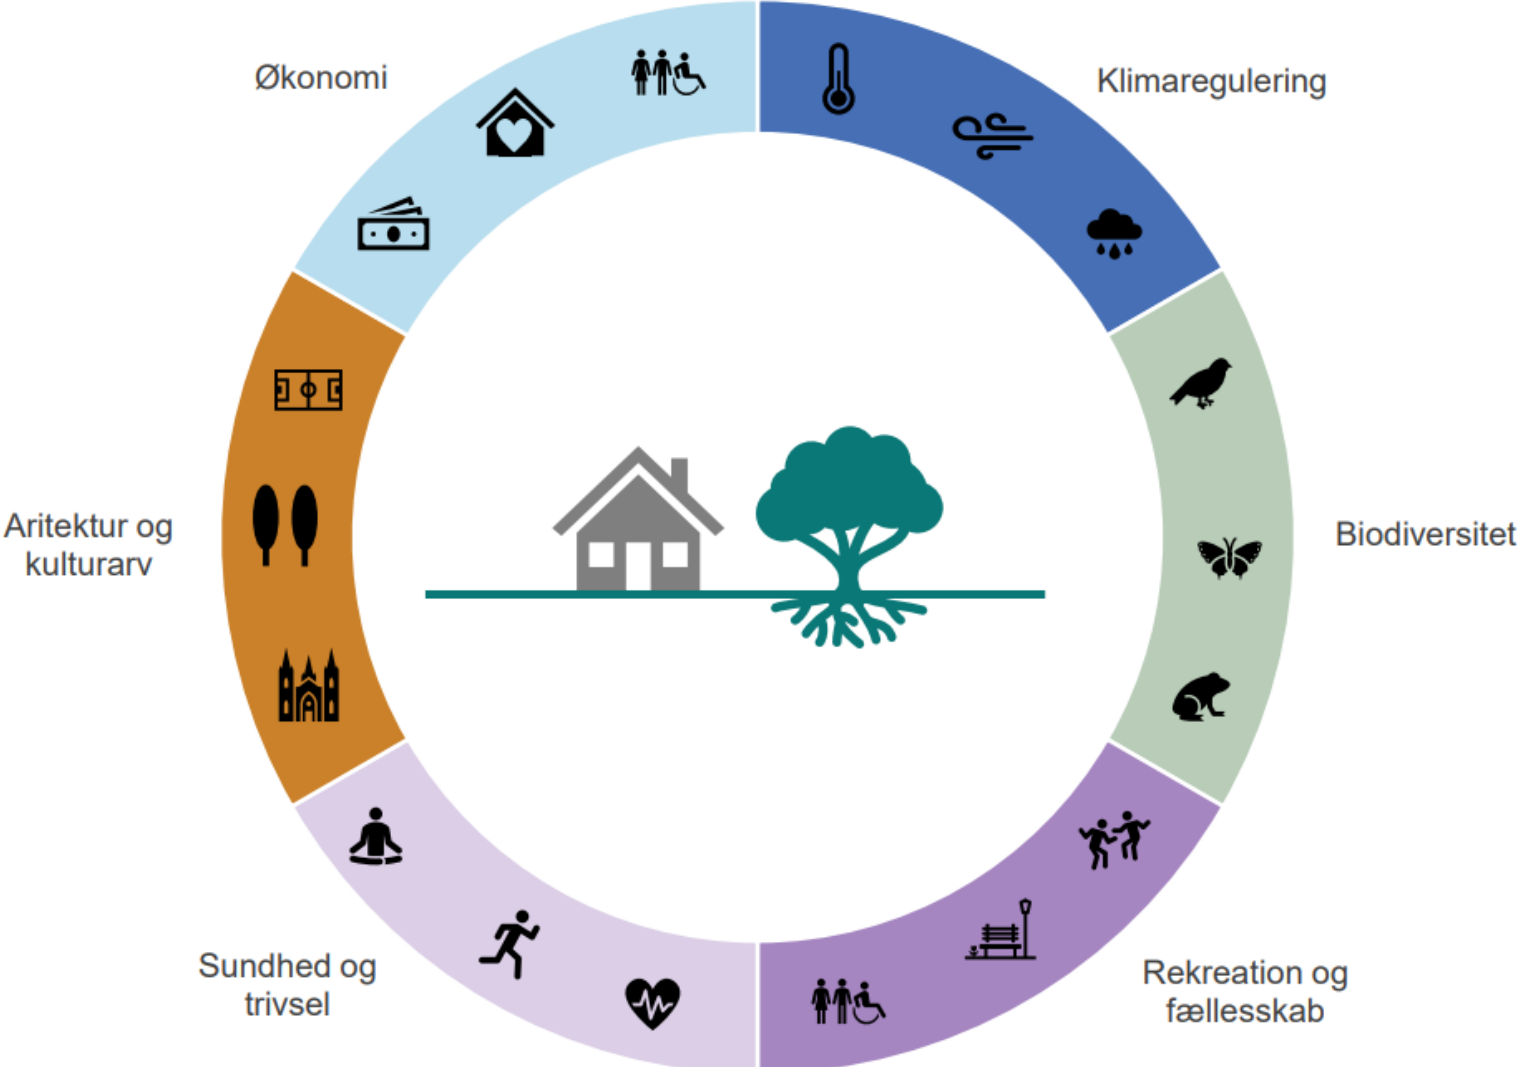 Økonomi
Klimaregulering
Aritektur og
kulturarv
Biodiversitet
Sundhed og
trivsel
Rekreation og
fællesskab